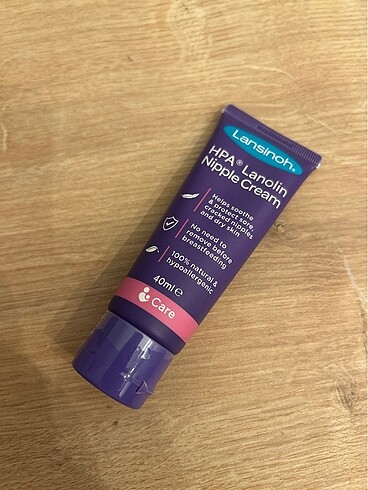 Lansinoh®
HPA® Lanolin
Nipple Cream
Helps soothe
& protect sore,
cracked nipples
and dry skin
No need to
remove before
breastfeeding
100% natural &
hypoallergenic
40ml ℮
Care